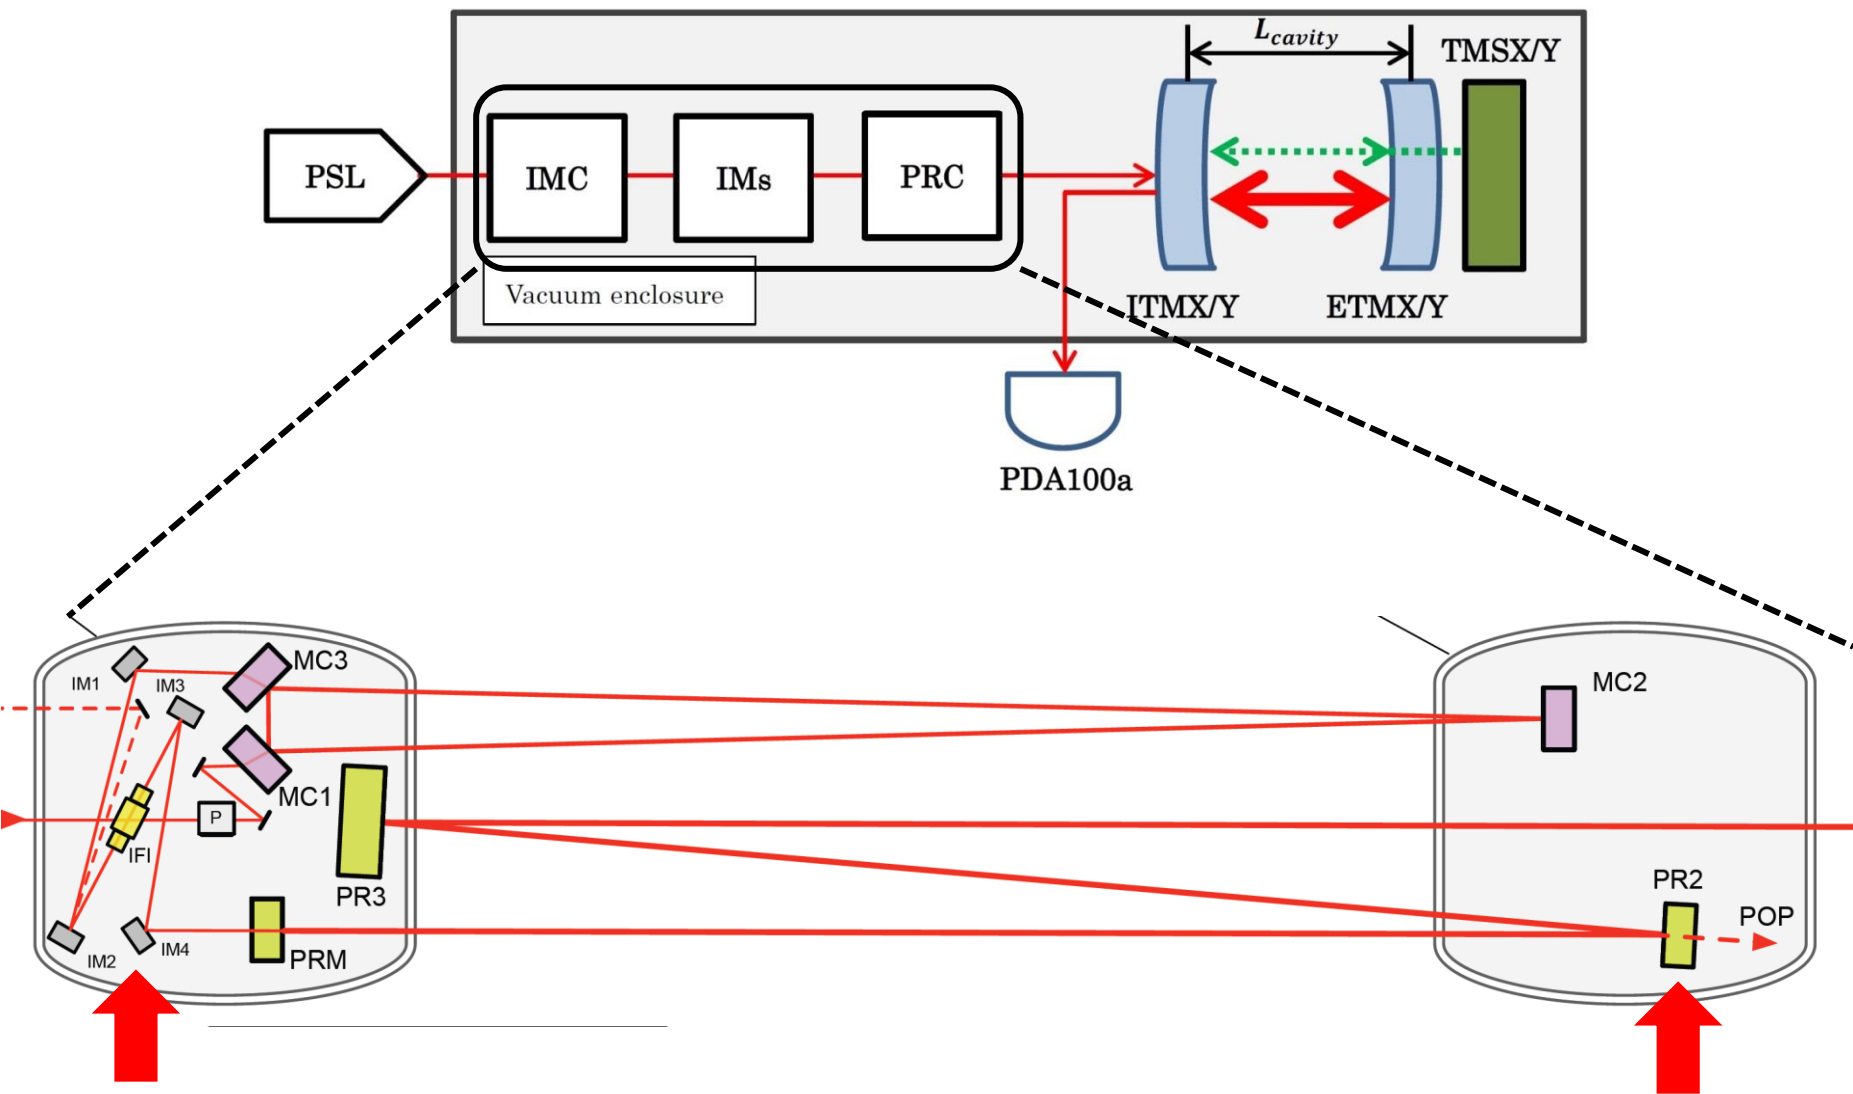 L_cavity
TMSX/Y
PSL
IMC
IMs
PRC
Vacuum enclosure
ITMX/Y
ETMX/Y
PDA100a
MC3
IM1
IM3
MC2
MC1
P
IFI
PR3
PR2
POP
IM4
IM2
PRM